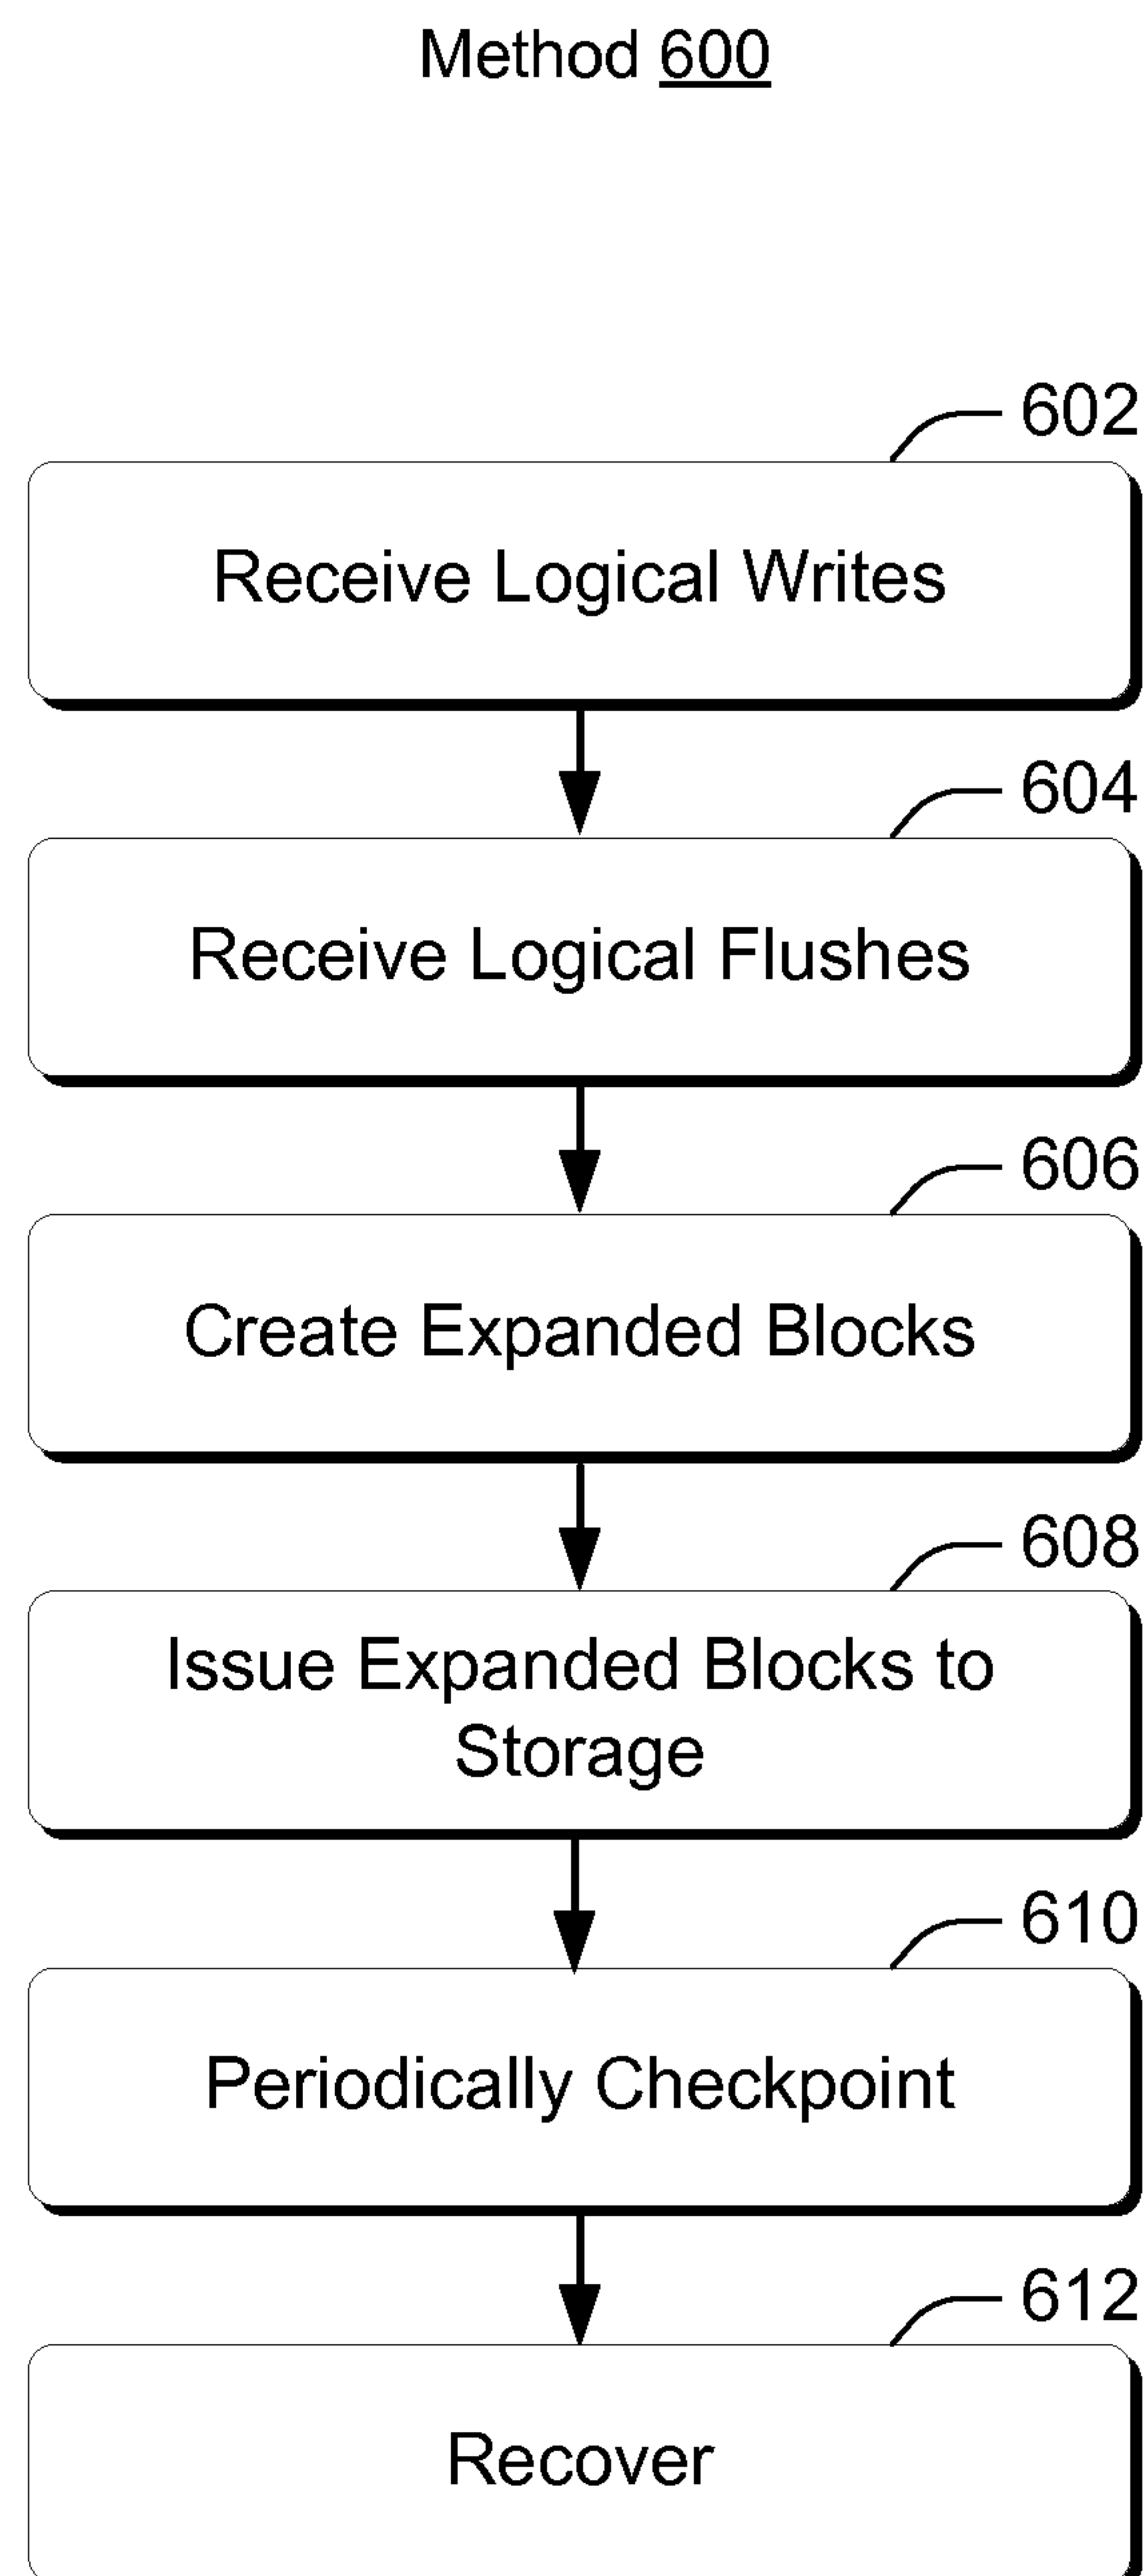 Method 600
602
Receive Logical Writes
604
Receive Logical Flushes
606
Create Expanded Blocks
608
Issue Expanded Blocks to
Storage
610
Periodically Checkpoint
612
Recover